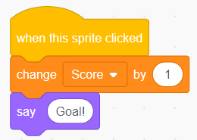 when this sprite clicked
change Score by 1
say Goal!